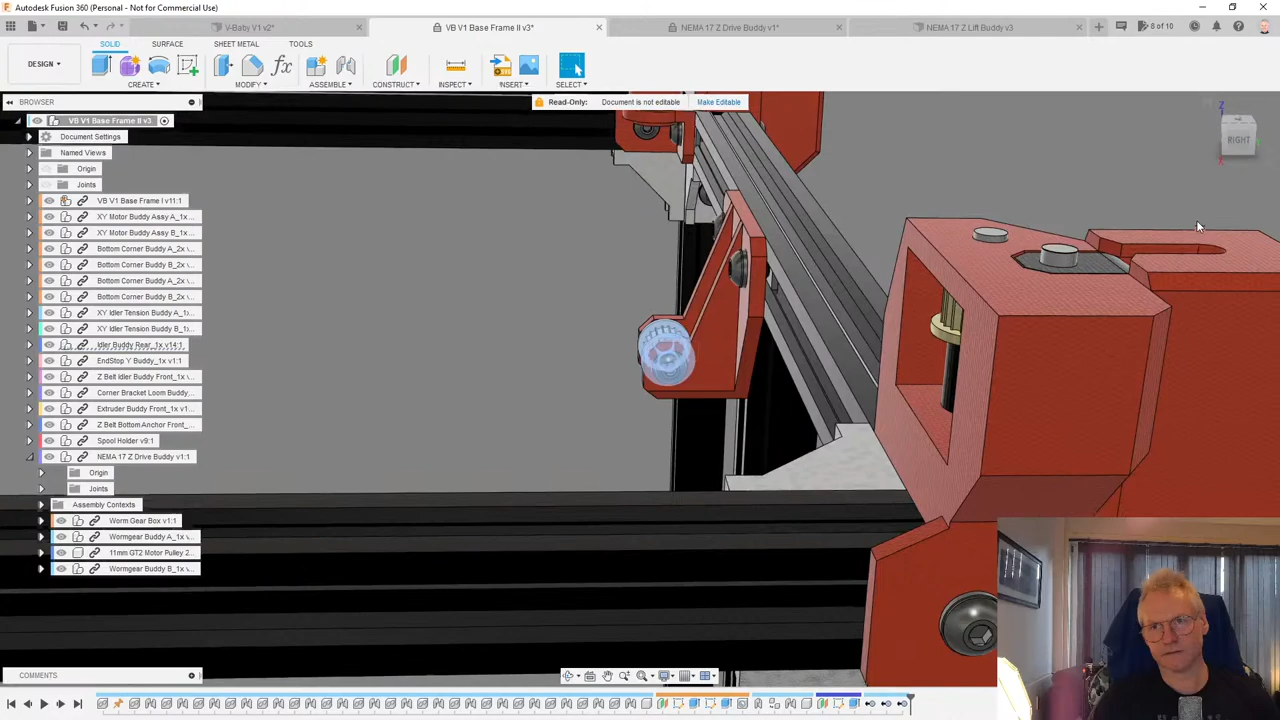 Autodesk Fusion 360 (Personal - Not for Commercial Use)
V-Baby V1 v2*
VB V1 Base Frame II v3*
NEMA 17 Z Drive Buddy v1*
NEMA 17 Z Lift Buddy v3
8 of 10
SOLID
SURFACE
SHEET METAL
TOOLS
DESIGN
CREATE
MODIFY
ASSEMBLE
CONSTRUCT
INSPECT
INSERT
SELECT
BROWSER
Read-Only: Document is not editable Make Editable
RIGHT
Z
X
VB V1 Base Frame II v3
Document Settings
Named Views
Origin
Joints
VB V1 Base Frame I v11:1
XY Motor Buddy Assy A_1x ...
XY Motor Buddy Assy B_1x ...
Bottom Corner Buddy A_2x v...
Bottom Corner Buddy B_2x v...
Bottom Corner Buddy A_2x v...
Bottom Corner Buddy B_2x v...
XY Idler Tension Buddy A_1x...
XY Idler Tension Buddy B_1x...
Idler Buddy Rear_1x v14:1
EndStop Y Buddy_1x v1:1
Z Belt Idler Buddy Front_1x...
Corner Bracket Loom Buddy...
Extruder Buddy Front_1x v1...
Z Belt Bottom Anchor Front_...
Spool Holder v9:1
NEMA 17 Z Drive Buddy v1:1
Origin
Joints
Assembly Contexts
Worm Gear Box v1:1
Wormgear Buddy A_1x v...
11mm GT2 Motor Pulley 2...
Wormgear Buddy B_1x v...
COMMENTS